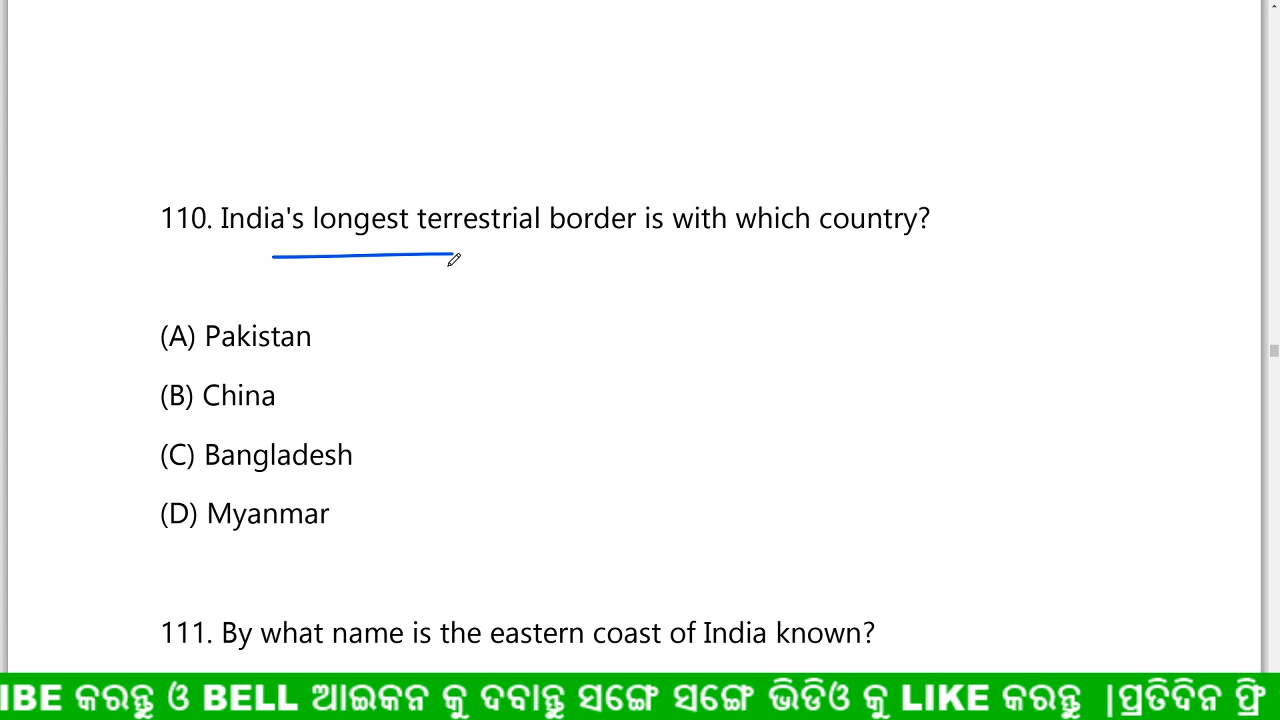 110. India's longest terrestrial border is with which country?
(A) Pakistan
(B) China
(C) Bangladesh
(D) Myanmar
111. By what name is the eastern coast of India known?
IBE କରନ୍ତୁ ଓ BELL ଆଇକନ କୁ ଦବାନ୍ତୁ ସଙ୍ଗେ ସଙ୍ଗେ ଭିଡିଓ କୁ LIKE କରନ୍ତୁ |ପ୍ରତିଦିନ ଫ୍ରି